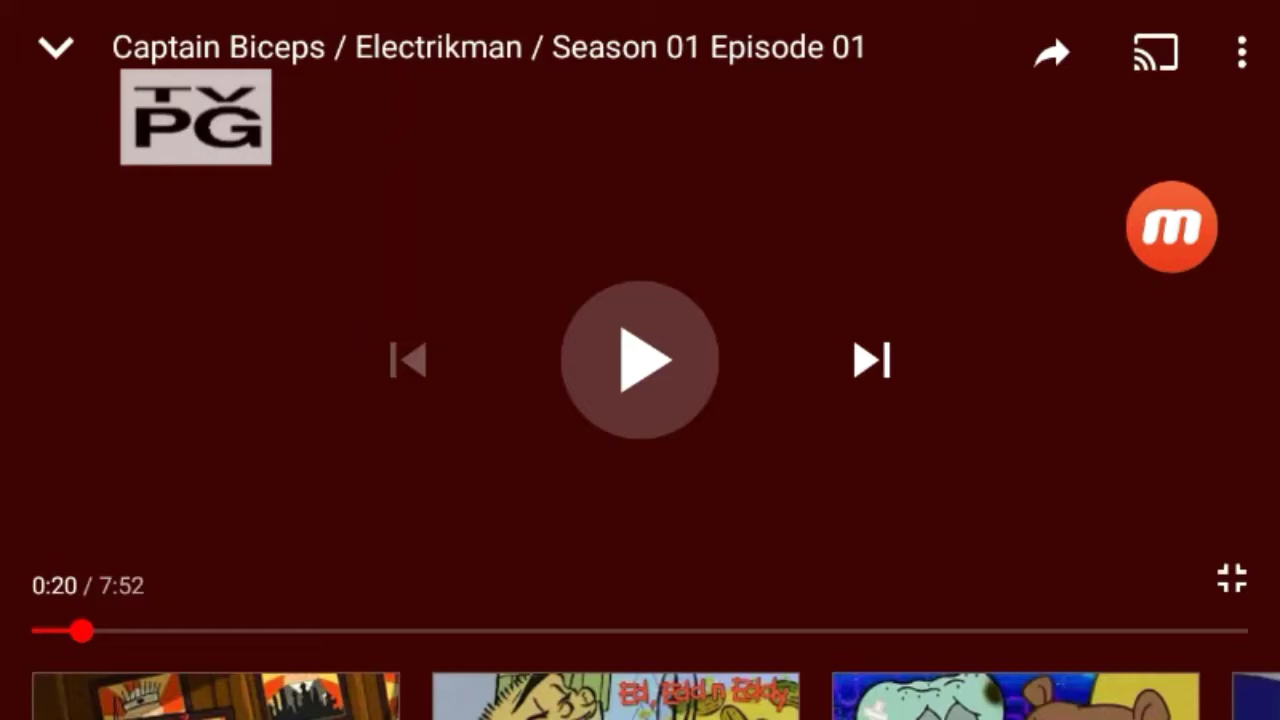 Captain Biceps / Electrikman / Season 01 Episode 01
TV
PG
m
0:20 / 7:52
Ed, Edd n Eddy